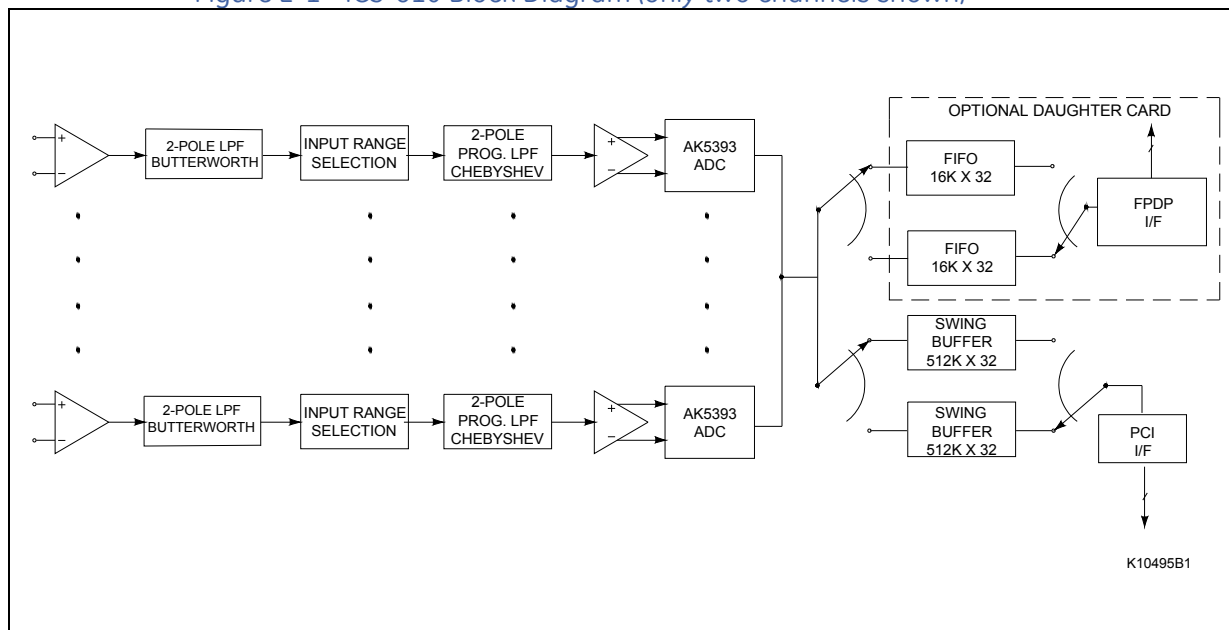 +
−
2-POLE LPF
BUTTERWORTH
INPUT RANGE
SELECTION
2-POLE
PROG. LPF
CHEBYSHEV
+
−
AK5393
ADC
OPTIONAL DAUGHTER CARD
FIFO
16K X 32
FIFO
16K X 32
FPDP
I/F
+
−
2-POLE LPF
BUTTERWORTH
INPUT RANGE
SELECTION
2-POLE
PROG. LPF
CHEBYSHEV
+
−
AK5393
ADC
SWING
BUFFER
512K X 32
SWING
BUFFER
512K X 32
PCI
I/F
K10495B1